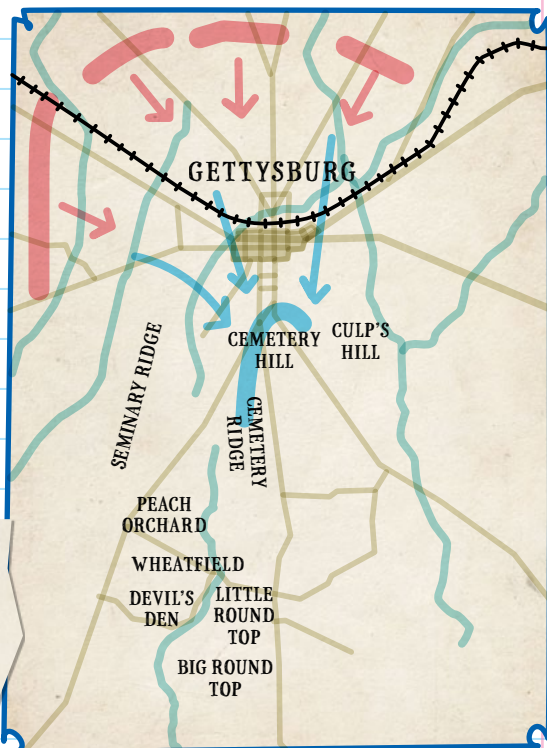 GETTYSBURG
CEMETERY
HILL
CULP'S
HILL
SEMINARY RIDGE
CEMETERY
RIDGE
PEACH
ORCHARD
WHEATFIELD
DEVIL'S
DEN
LITTLE
ROUND
TOP
BIG ROUND
TOP